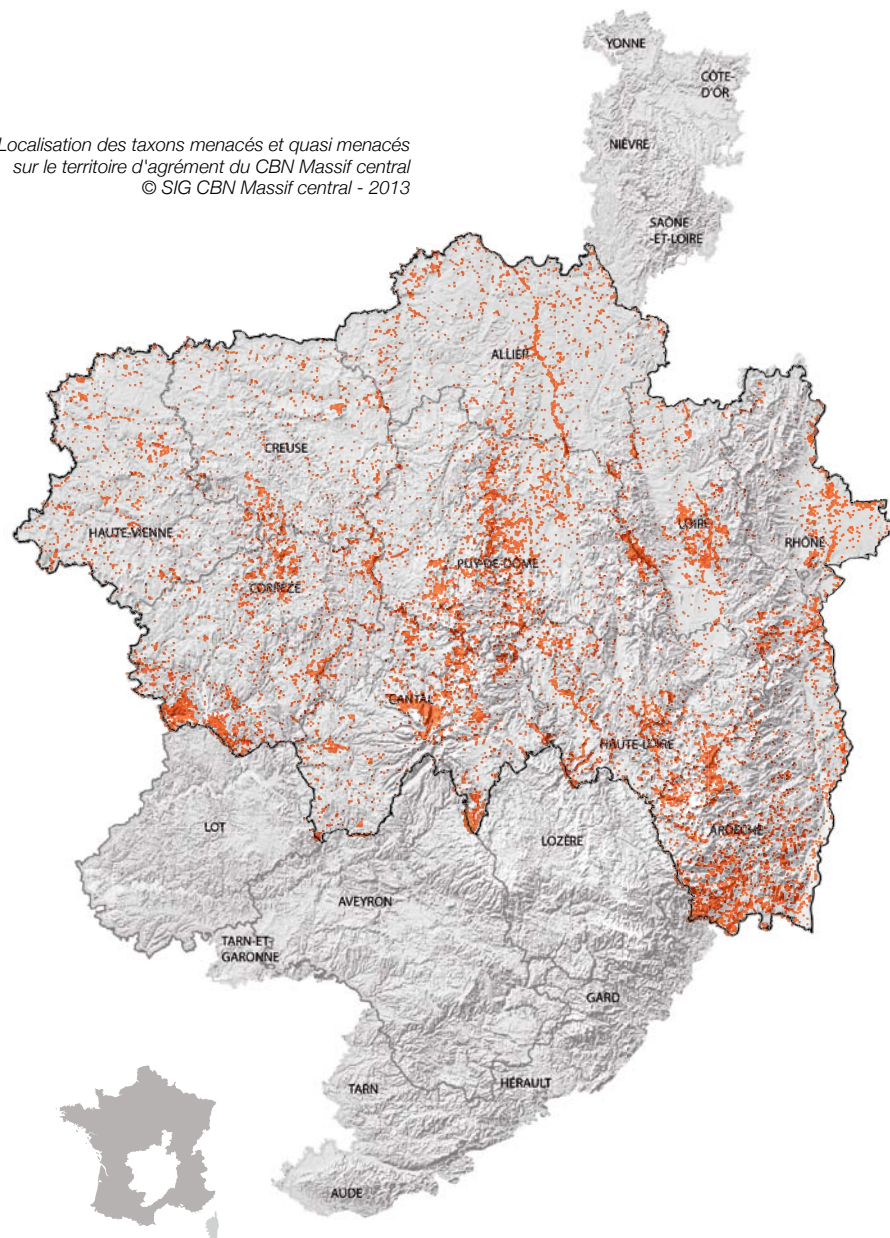 YONNE
CÔTE-
D'OR
Localisation des taxons menacés et quasi menacés
sur le territoire d'agrément du CBN Massif central
© SIG CBN Massif central - 2013
NIÈVRE
SAÔNE
-ET-LOIRE
ALLIER
CREUSE
HAUTE-VIENNE
LOIRE
RHÔNE
PUY-DE-DÔME
CORRÈZE
CANTAL
HAUTE-LOIRE
LOT
ARDÈCHE
LOZÈRE
AVEYRON
TARN-ET-
GARONNE
GARD
TARN
HÉRAULT
AUDE